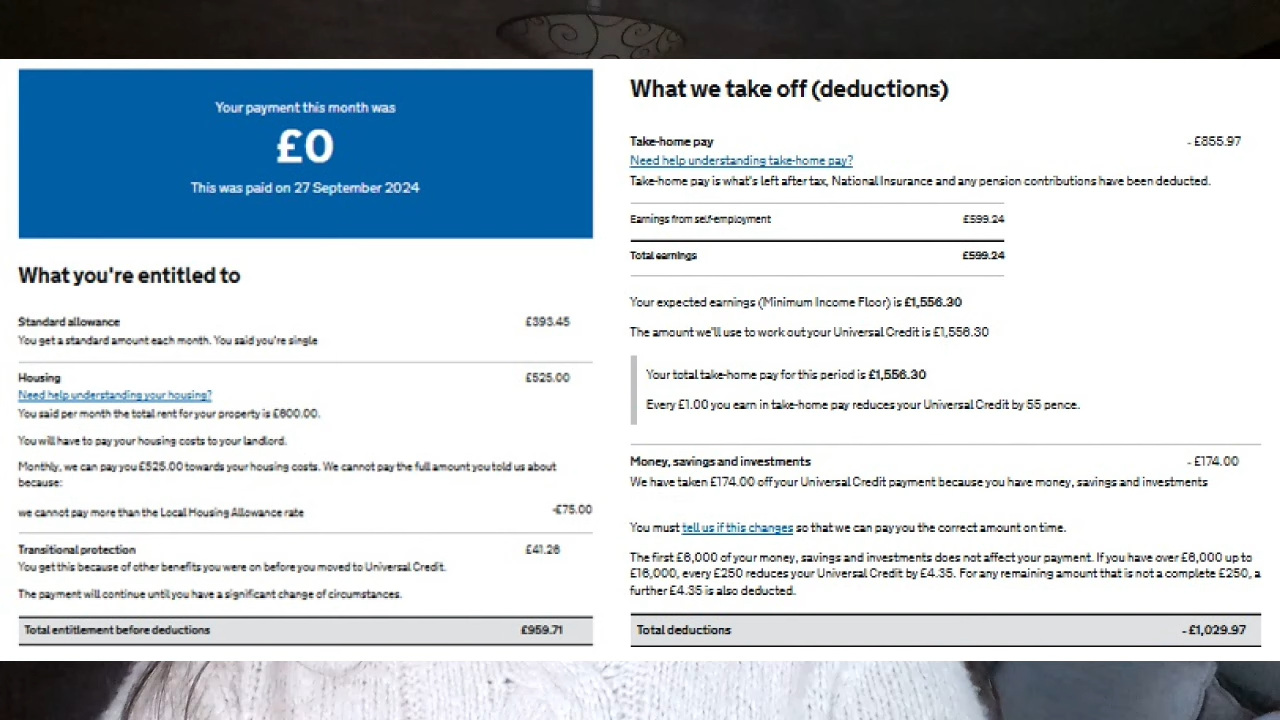 Your payment this month was
£0
This was paid on 27 September 2024
What you're entitled to
Standard allowance £393.45
You get a standard amount each month. You said you're single
Housing £525.00
Need help understanding your housing?
You said per month the total rent for your property is £600.00.
You will have to pay your housing costs to your landlord.
Monthly, we can pay you £525.00 towards your housing costs. We cannot pay the full amount you told us about
because:
we cannot pay more than the Local Housing Allowance rate -£75.00
Transitional protection £41.26
You get this because of other benefits you were on before you moved to Universal Credit.
The payment will continue until you have a significant change of circumstances.
Total entitlement before deductions £959.71
What we take off (deductions)
Take-home pay - £855.97
Need help understanding take-home pay?
Take-home pay is what's left after tax, National Insurance and any pension contributions have been deducted.
Earnings from self-employment £599.24
Total earnings £599.24
Your expected earnings (Minimum Income Floor) is £1,556.30
The amount we'll use to work out your Universal Credit is £1,556.30
Your total take-home pay for this period is £1,556.30
Every £1.00 you earn in take-home pay reduces your Universal Credit by 55 pence.
Money, savings and investments - £174.00
We have taken £174.00 off your Universal Credit payment because you have money, savings and investments
You must tell us if this changes so that we can pay you the correct amount on time.
The first £6,000 of your money, savings and investments does not affect your payment. If you have over £6,000 up to
£16,000, every £250 reduces your Universal Credit by £4.35. For any remaining amount that is not a complete £250, a
further £4.35 is also deducted.
Total deductions - £1,029.97